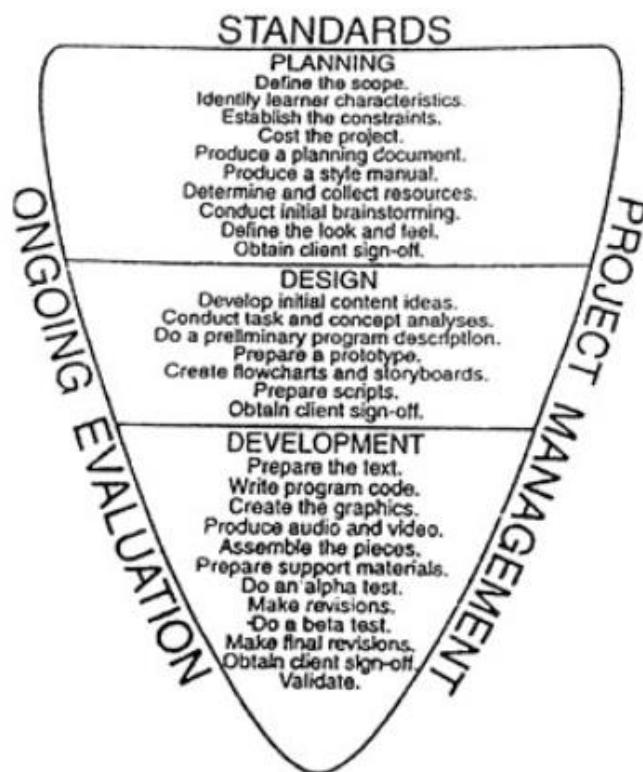 STANDARDS
PLANNING
Define the scope.
Identify learner characteristics.
Establish the constraints.
Cost the project.
Produce a planning document.
Produce a style manual.
Determine and collect resources.
Conduct initial brainstorming.
Define the look and feel.
Obtain client sign-off.
DESIGN
Develop initial content ideas.
Conduct task and concept analyses.
Do a preliminary program description.
Prepare a prototype.
Create flowcharts and storyboards.
Prepare scripts.
Obtain client sign-off.
DEVELOPMENT
Prepare the text.
Write program code.
Create the graphics.
Produce audio and video.
Assemble the pieces.
Prepare support materials.
Do an alpha test.
Make revisions.
Do a beta test.
Make final revisions.
Obtain client sign-off.
Validate.
ONGOING EVALUATION
PROJECT MANAGEMENT